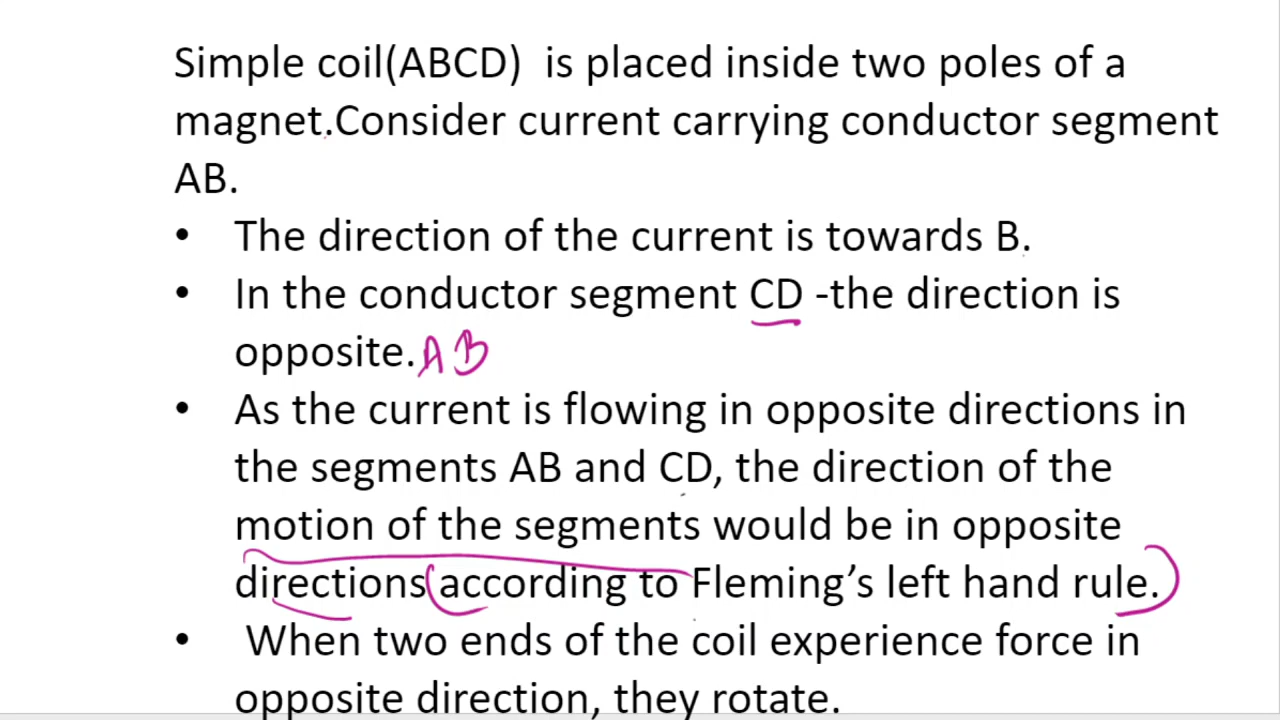 Simple coil(ABCD)  is placed inside two poles of a
magnet.Consider current carrying conductor segment
AB.
• The direction of the current is towards B.
• In the conductor segment CD -the direction is
opposite. AB
• As the current is flowing in opposite directions in
the segments AB and CD, the direction of the
motion of the segments would be in opposite
directions (according to Fleming’s left hand rule.)
• When two ends of the coil experience force in
opposite direction, they rotate.